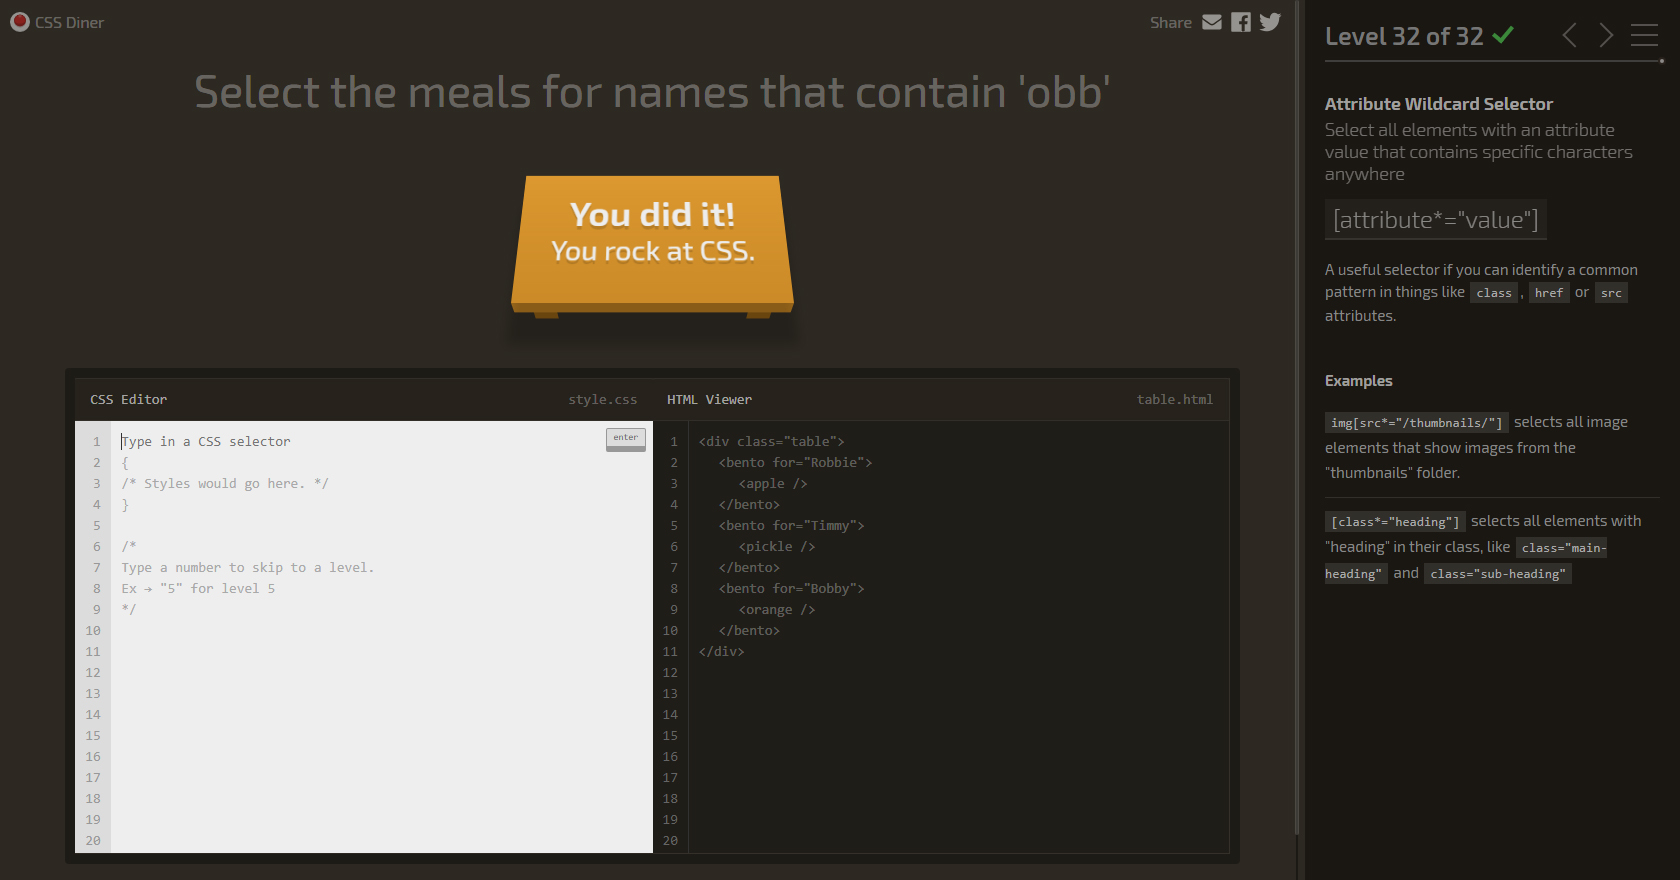 CSS Diner
Share
Select the meals for names that contain 'obb'
You did it!
You rock at CSS.
CSS Editor
style.css
1 Type in a CSS selector
enter
2 {
3 /* Styles would go here. */
4 }
5
6 /*
7 Type a number to skip to a level.
8 Ex → "5" for level 5
9 */
10
11
12
13
14
15
16
17
18
19
20
HTML Viewer
table.html
1 <div class="table">
2 <bento for="Robbie">
3 <apple />
4 </bento>
5 <bento for="Timmy">
6 <pickle />
7 </bento>
8 <bento for="Bobby">
9 <orange />
10 </bento>
11 </div>
12
13
14
15
16
17
18
19
20
Level 32 of 32
Attribute Wildcard Selector
Select all elements with an attribute
value that contains specific characters
anywhere
[attribute*="value"]
A useful selector if you can identify a common
pattern in things like class , href or src
attributes.
Examples
img[src*="/thumbnails/"] selects all image
elements that show images from the
"thumbnails" folder.
[class*="heading"] selects all elements with
"heading" in their class, like class="main-
heading" and class="sub-heading"